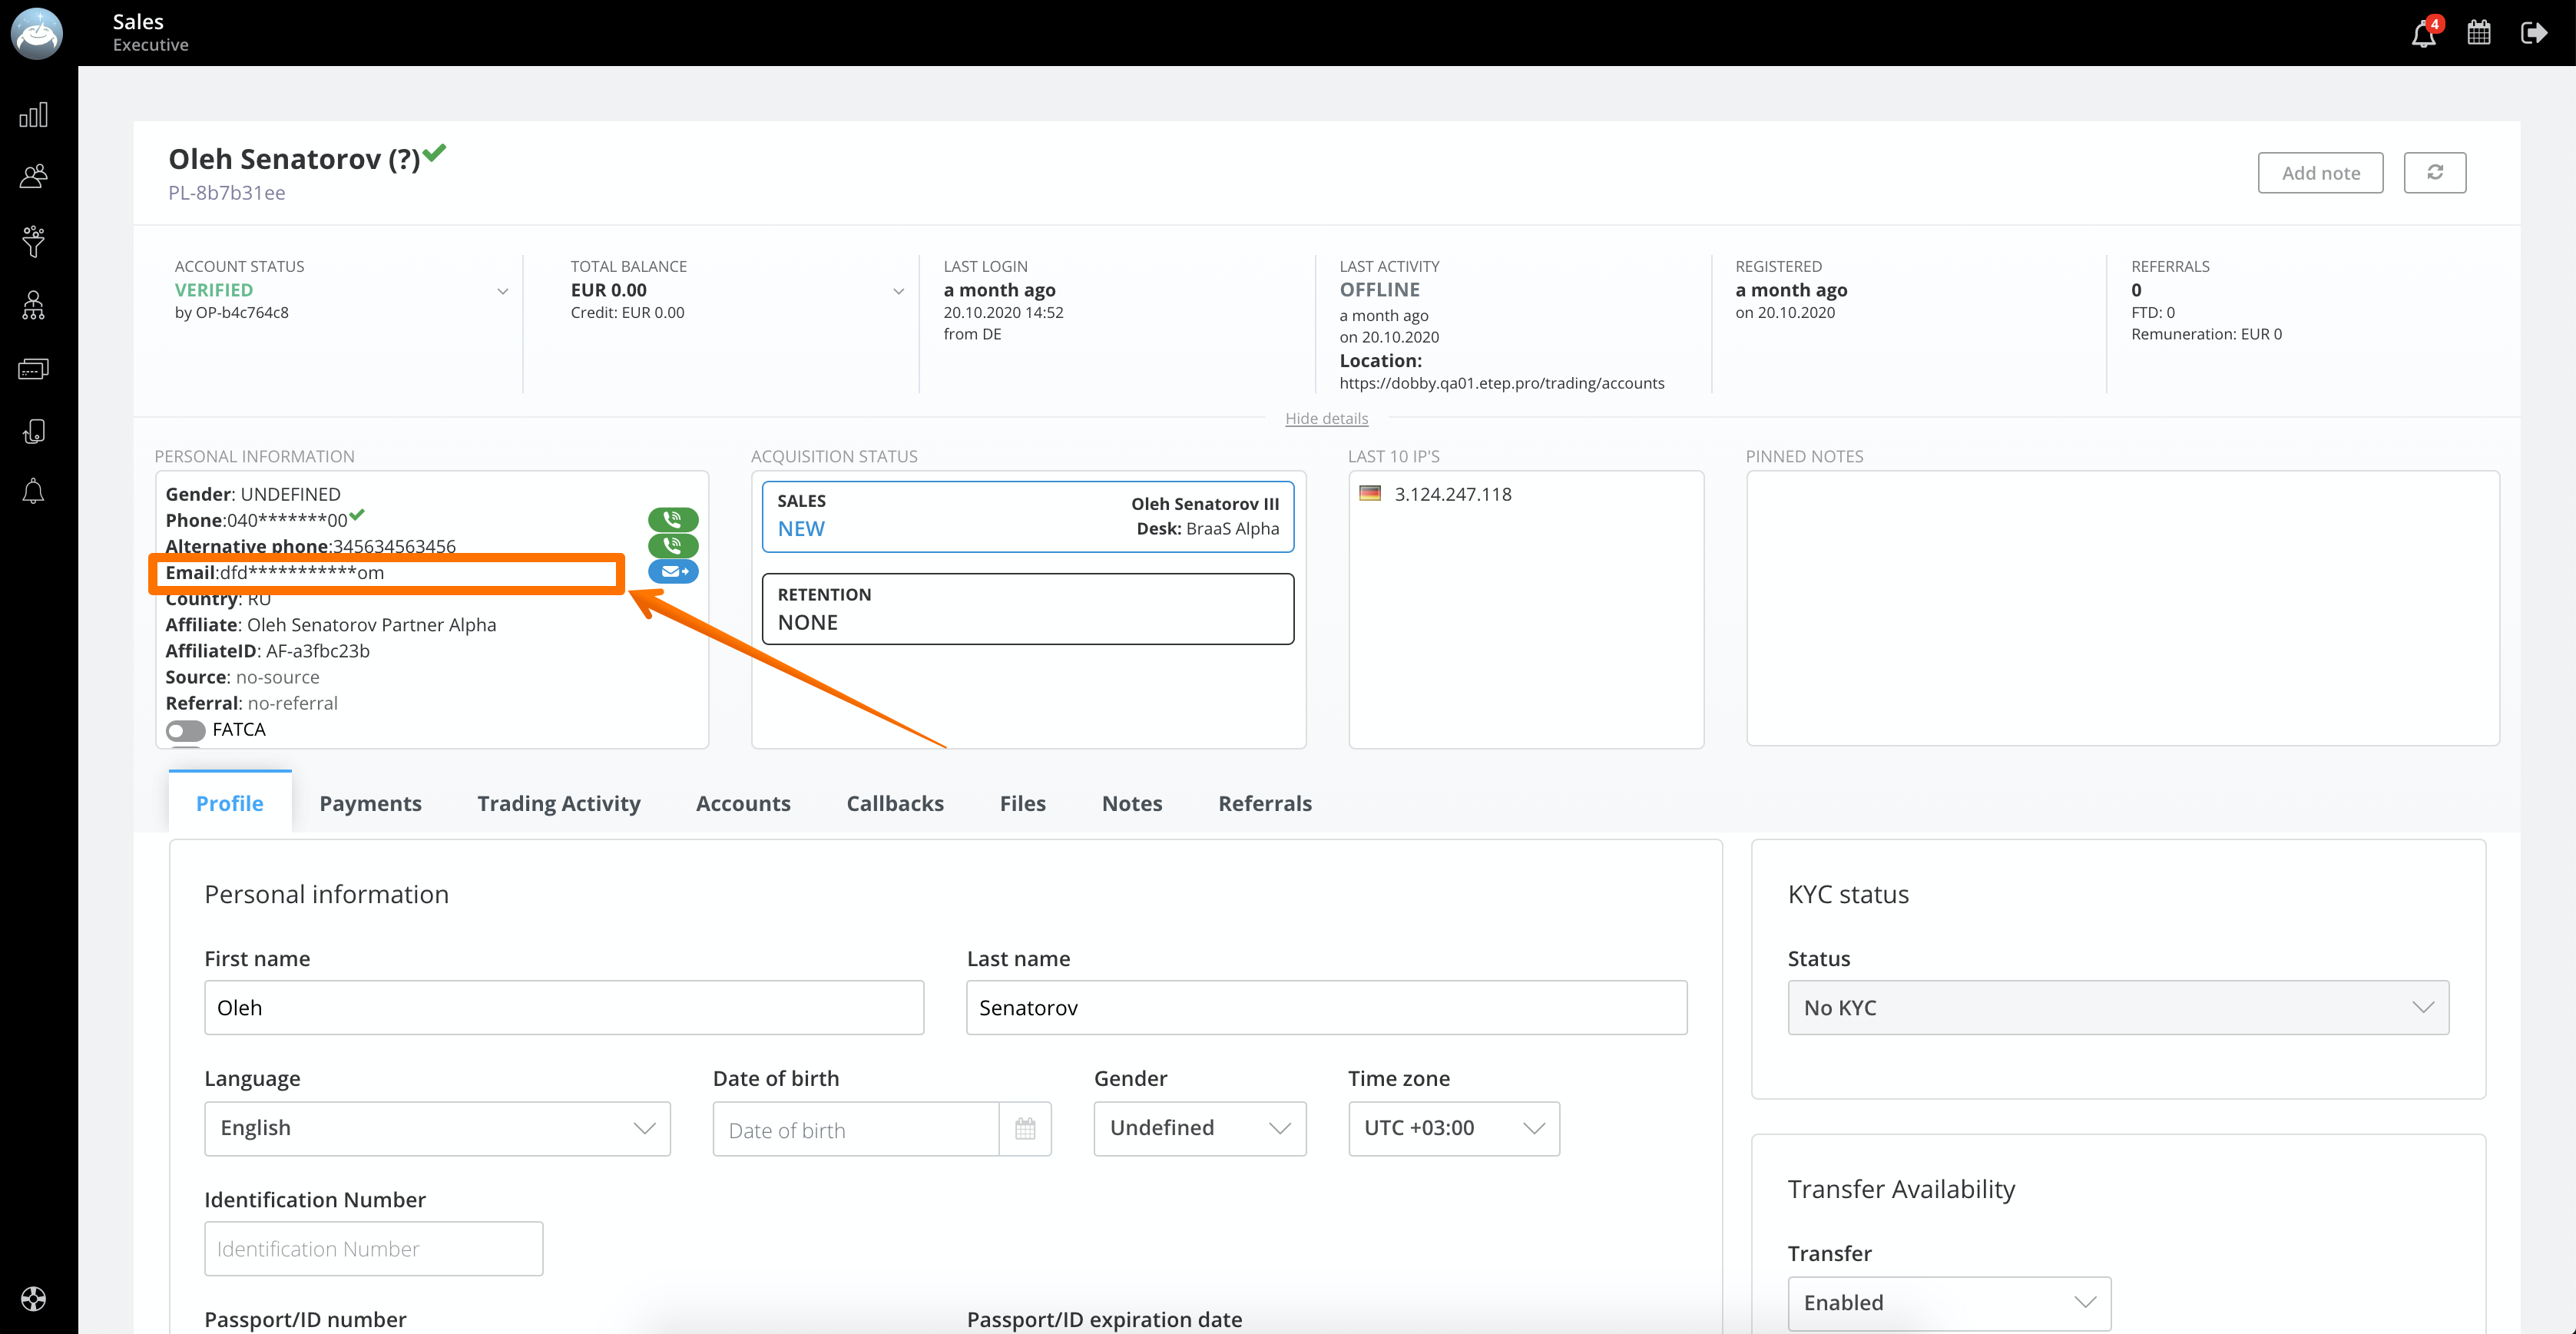 Sales
Executive
4
Oleh Senatorov (?)
PL-8b7b31ee
Add note
ACCOUNT STATUS
VERIFIED
by OP-b4c764c8
TOTAL BALANCE
EUR 0.00
Credit: EUR 0.00
LAST LOGIN
a month ago
20.10.2020 14:52
from DE
LAST ACTIVITY
OFFLINE
a month ago
on 20.10.2020
Location:
https://dobby.qa01.etep.pro/trading/accounts
REGISTERED
a month ago
on 20.10.2020
REFERRALS
0
FTD: 0
Remuneration: EUR 0
Hide details
PERSONAL INFORMATION
Gender: UNDEFINED
Phone:040*******00
Alternative phone:345634563456
Email:dfd***********om
Country: RU
Affiliate: Oleh Senatorov Partner Alpha
AffiliateID: AF-a3fbc23b
Source: no-source
Referral: no-referral
FATCA
ACQUISITION STATUS
SALES
NEW
Oleh Senatorov III
Desk: BraaS Alpha
RETENTION
NONE
LAST 10 IP'S
3.124.247.118
PINNED NOTES
Profile
Payments
Trading Activity
Accounts
Callbacks
Files
Notes
Referrals
Personal information
First name
Oleh
Last name
Senatorov
Language
English
Date of birth
Date of birth
Gender
Undefined
Time zone
UTC +03:00
Identification Number
Identification Number
Passport/ID number
Passport/ID expiration date
KYC status
Status
No KYC
Transfer Availability
Transfer
Enabled